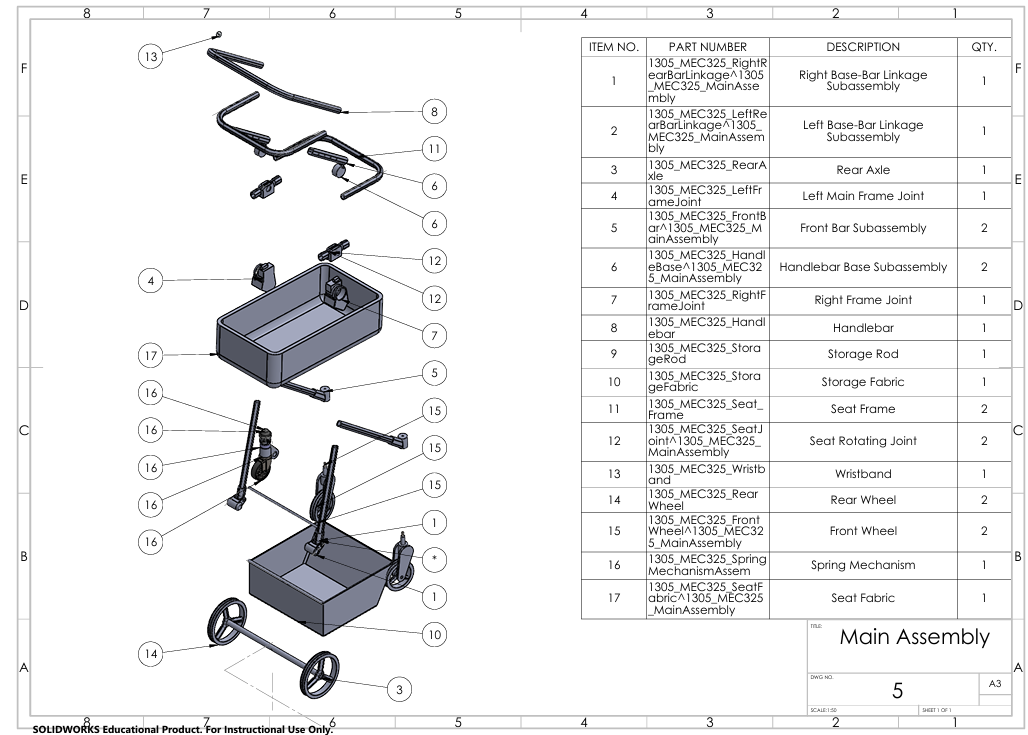 8 7 6 5 4 3 2 1
F
E
D
C
B
A
13
8
11
6
6
12
4
12
7
17
5
16
15
16
15
16
15
16
1
16
*
1
10
14
3
ITEM NO. PART NUMBER DESCRIPTION QTY.
1 1305_MEC325_RightR Right Base-Bar Linkage 1
earBarLinkage^1305 Subassembly
_MEC325_MainAsse
mbly
2 1305_MEC325_LeftRe Left Base-Bar Linkage 1
arBarLinkage^1305_ Subassembly
MEC325_MainAssem
bly
3 1305_MEC325_RearA Rear Axle 1
xle
4 1305_MEC325_LeftFr Left Main Frame Joint 1
ameJoint
5 1305_MEC325_FrontB Front Bar Subassembly 2
ar^1305_MEC325_M
ainAssembly
6 1305_MEC325_Handl Handlebar Base Subassembly 2
eBase^1305_MEC32
5_MainAssembly
7 1305_MEC325_RightF Right Frame Joint 1
rameJoint
8 1305_MEC325_Handl Handlebar 1
ebar
9 1305_MEC325_Stora Storage Rod 1
geRod
10 1305_MEC325_Stora Storage Fabric 1
geFabric
11 1305_MEC325_Seat_ Seat Frame 2
Frame
12 1305_MEC325_SeatJ Seat Rotating Joint 2
oint^1305_MEC325_
MainAssembly
13 1305_MEC325_Wristb Wristband 1
and
14 1305_MEC325_Rear Rear Wheel 2
Wheel
15 1305_MEC325_Front Front Wheel 2
Wheel^1305_MEC32
5_MainAssembly
16 1305_MEC325_Spring Spring Mechanism 1
MechanismAssem
17 1305_MEC325_SeatF Seat Fabric 1
abric^1305_MEC325
_MainAssembly
F
E
D
C
B
A
TITLE:
Main Assembly
DWG NO.
5
A3
SCALE:1:50 SHEET 1 OF 1
8 7 6 5 4 3 2 1
SOLIDWORKS Educational Product. For Instructional Use Only.